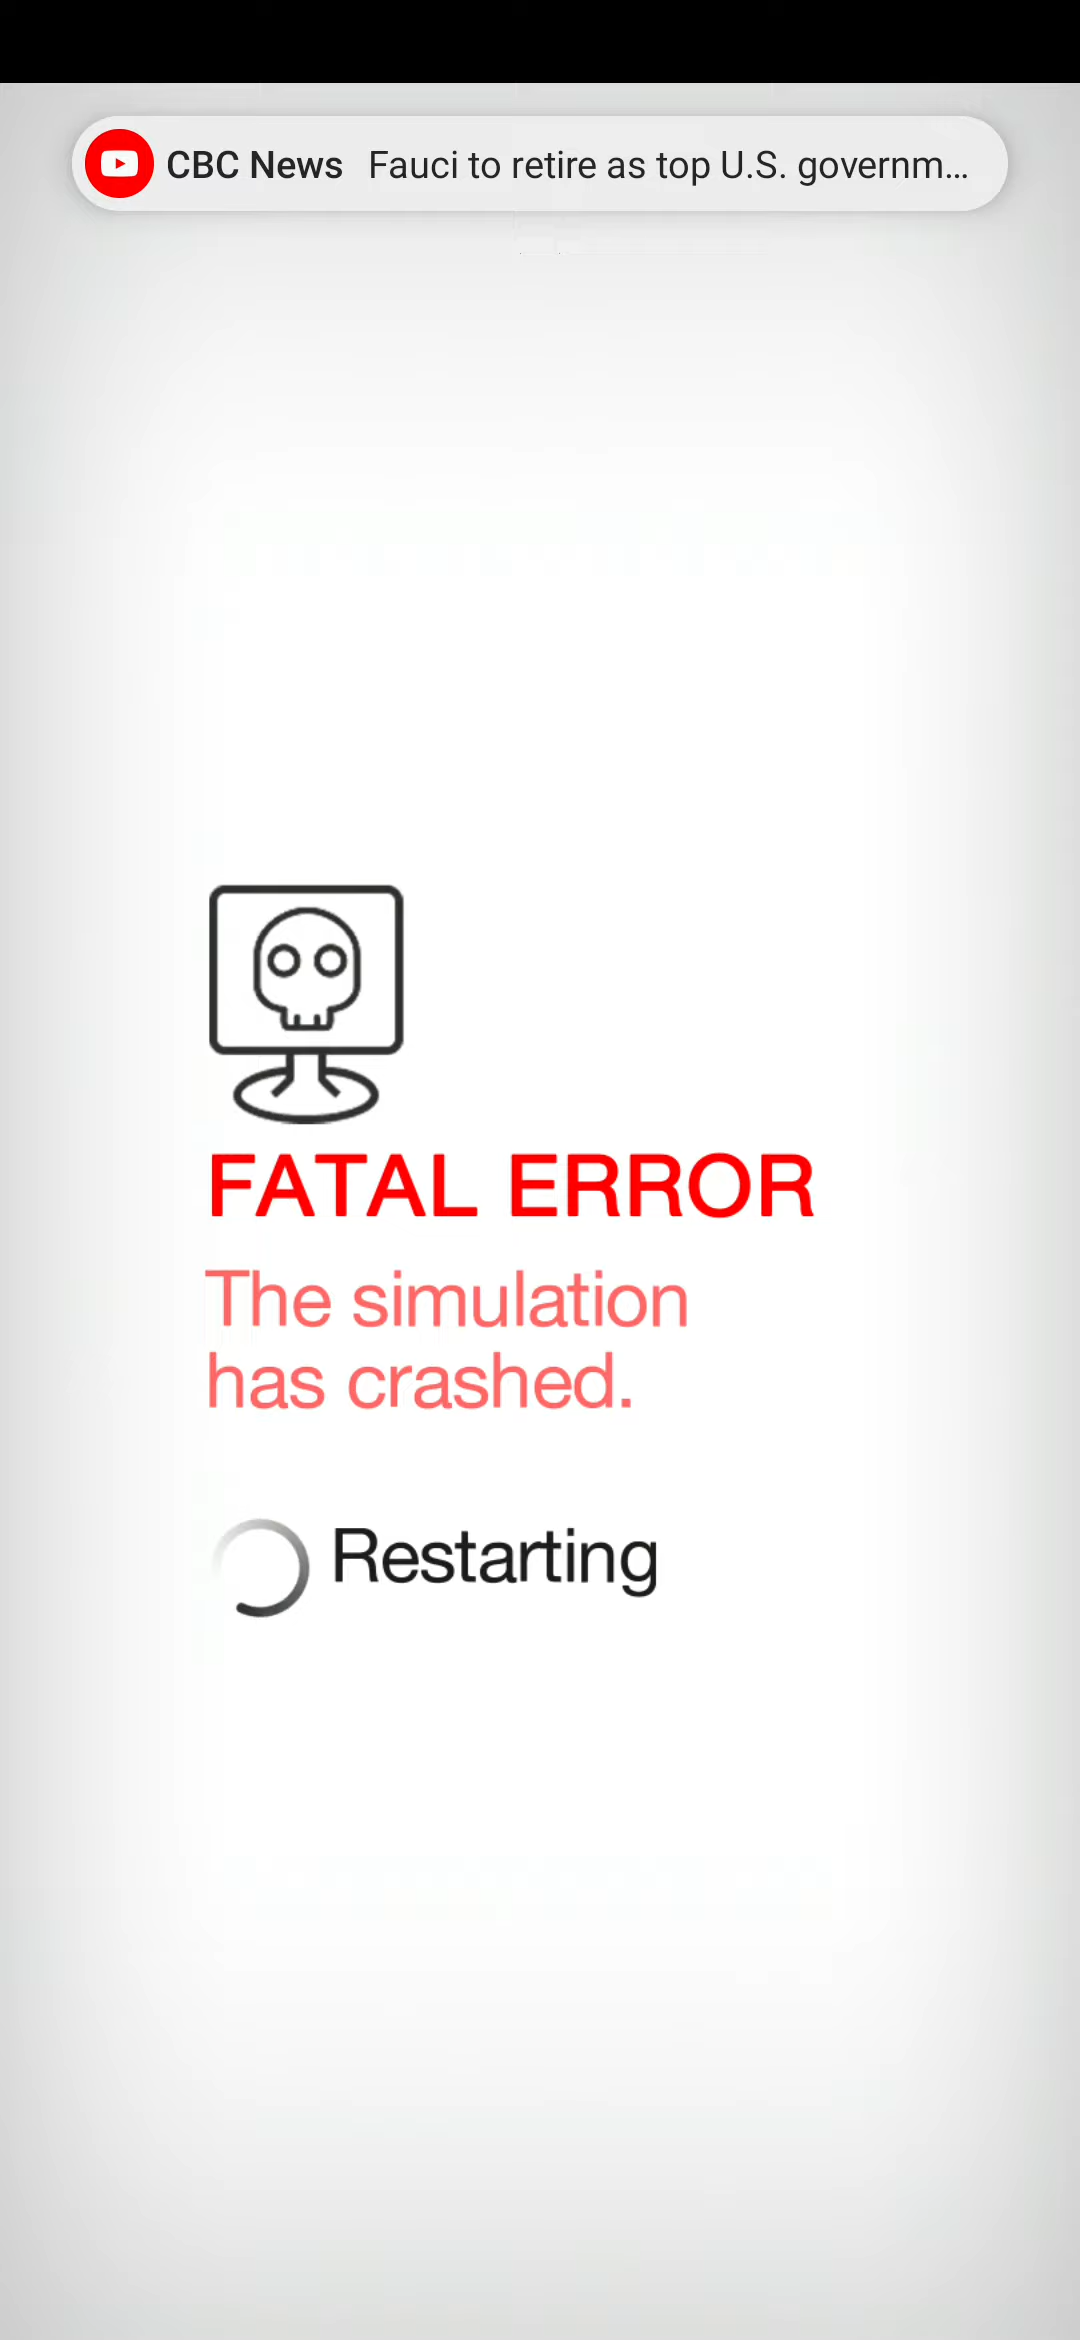 CBC News Fauci to retire as top U.S. governm...
FATAL ERROR
The simulation
has crashed.
Restarting